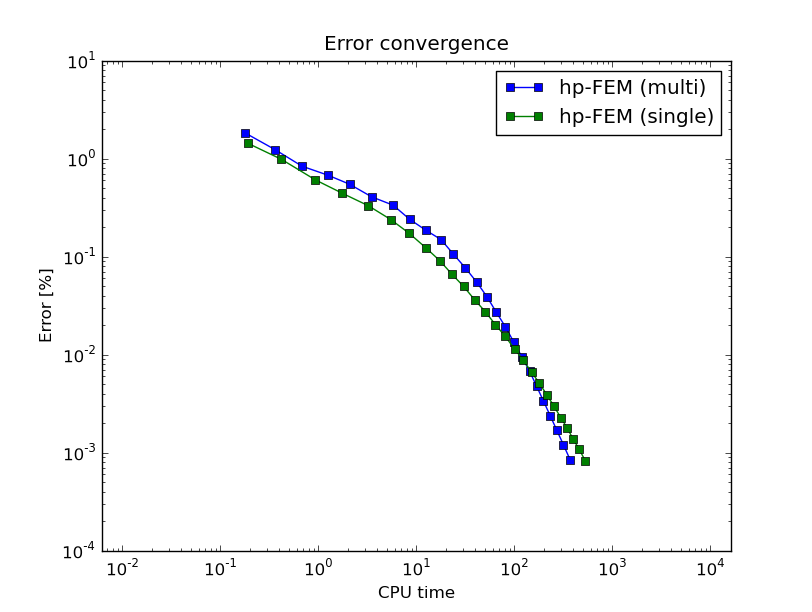 Error convergence
hp-FEM (multi)
hp-FEM (single)
10^1
10^0
10^-1
10^-2
10^-3
10^-4
Error [%]
10^-2 10^-1 10^0 10^1 10^2 10^3 10^4
CPU time